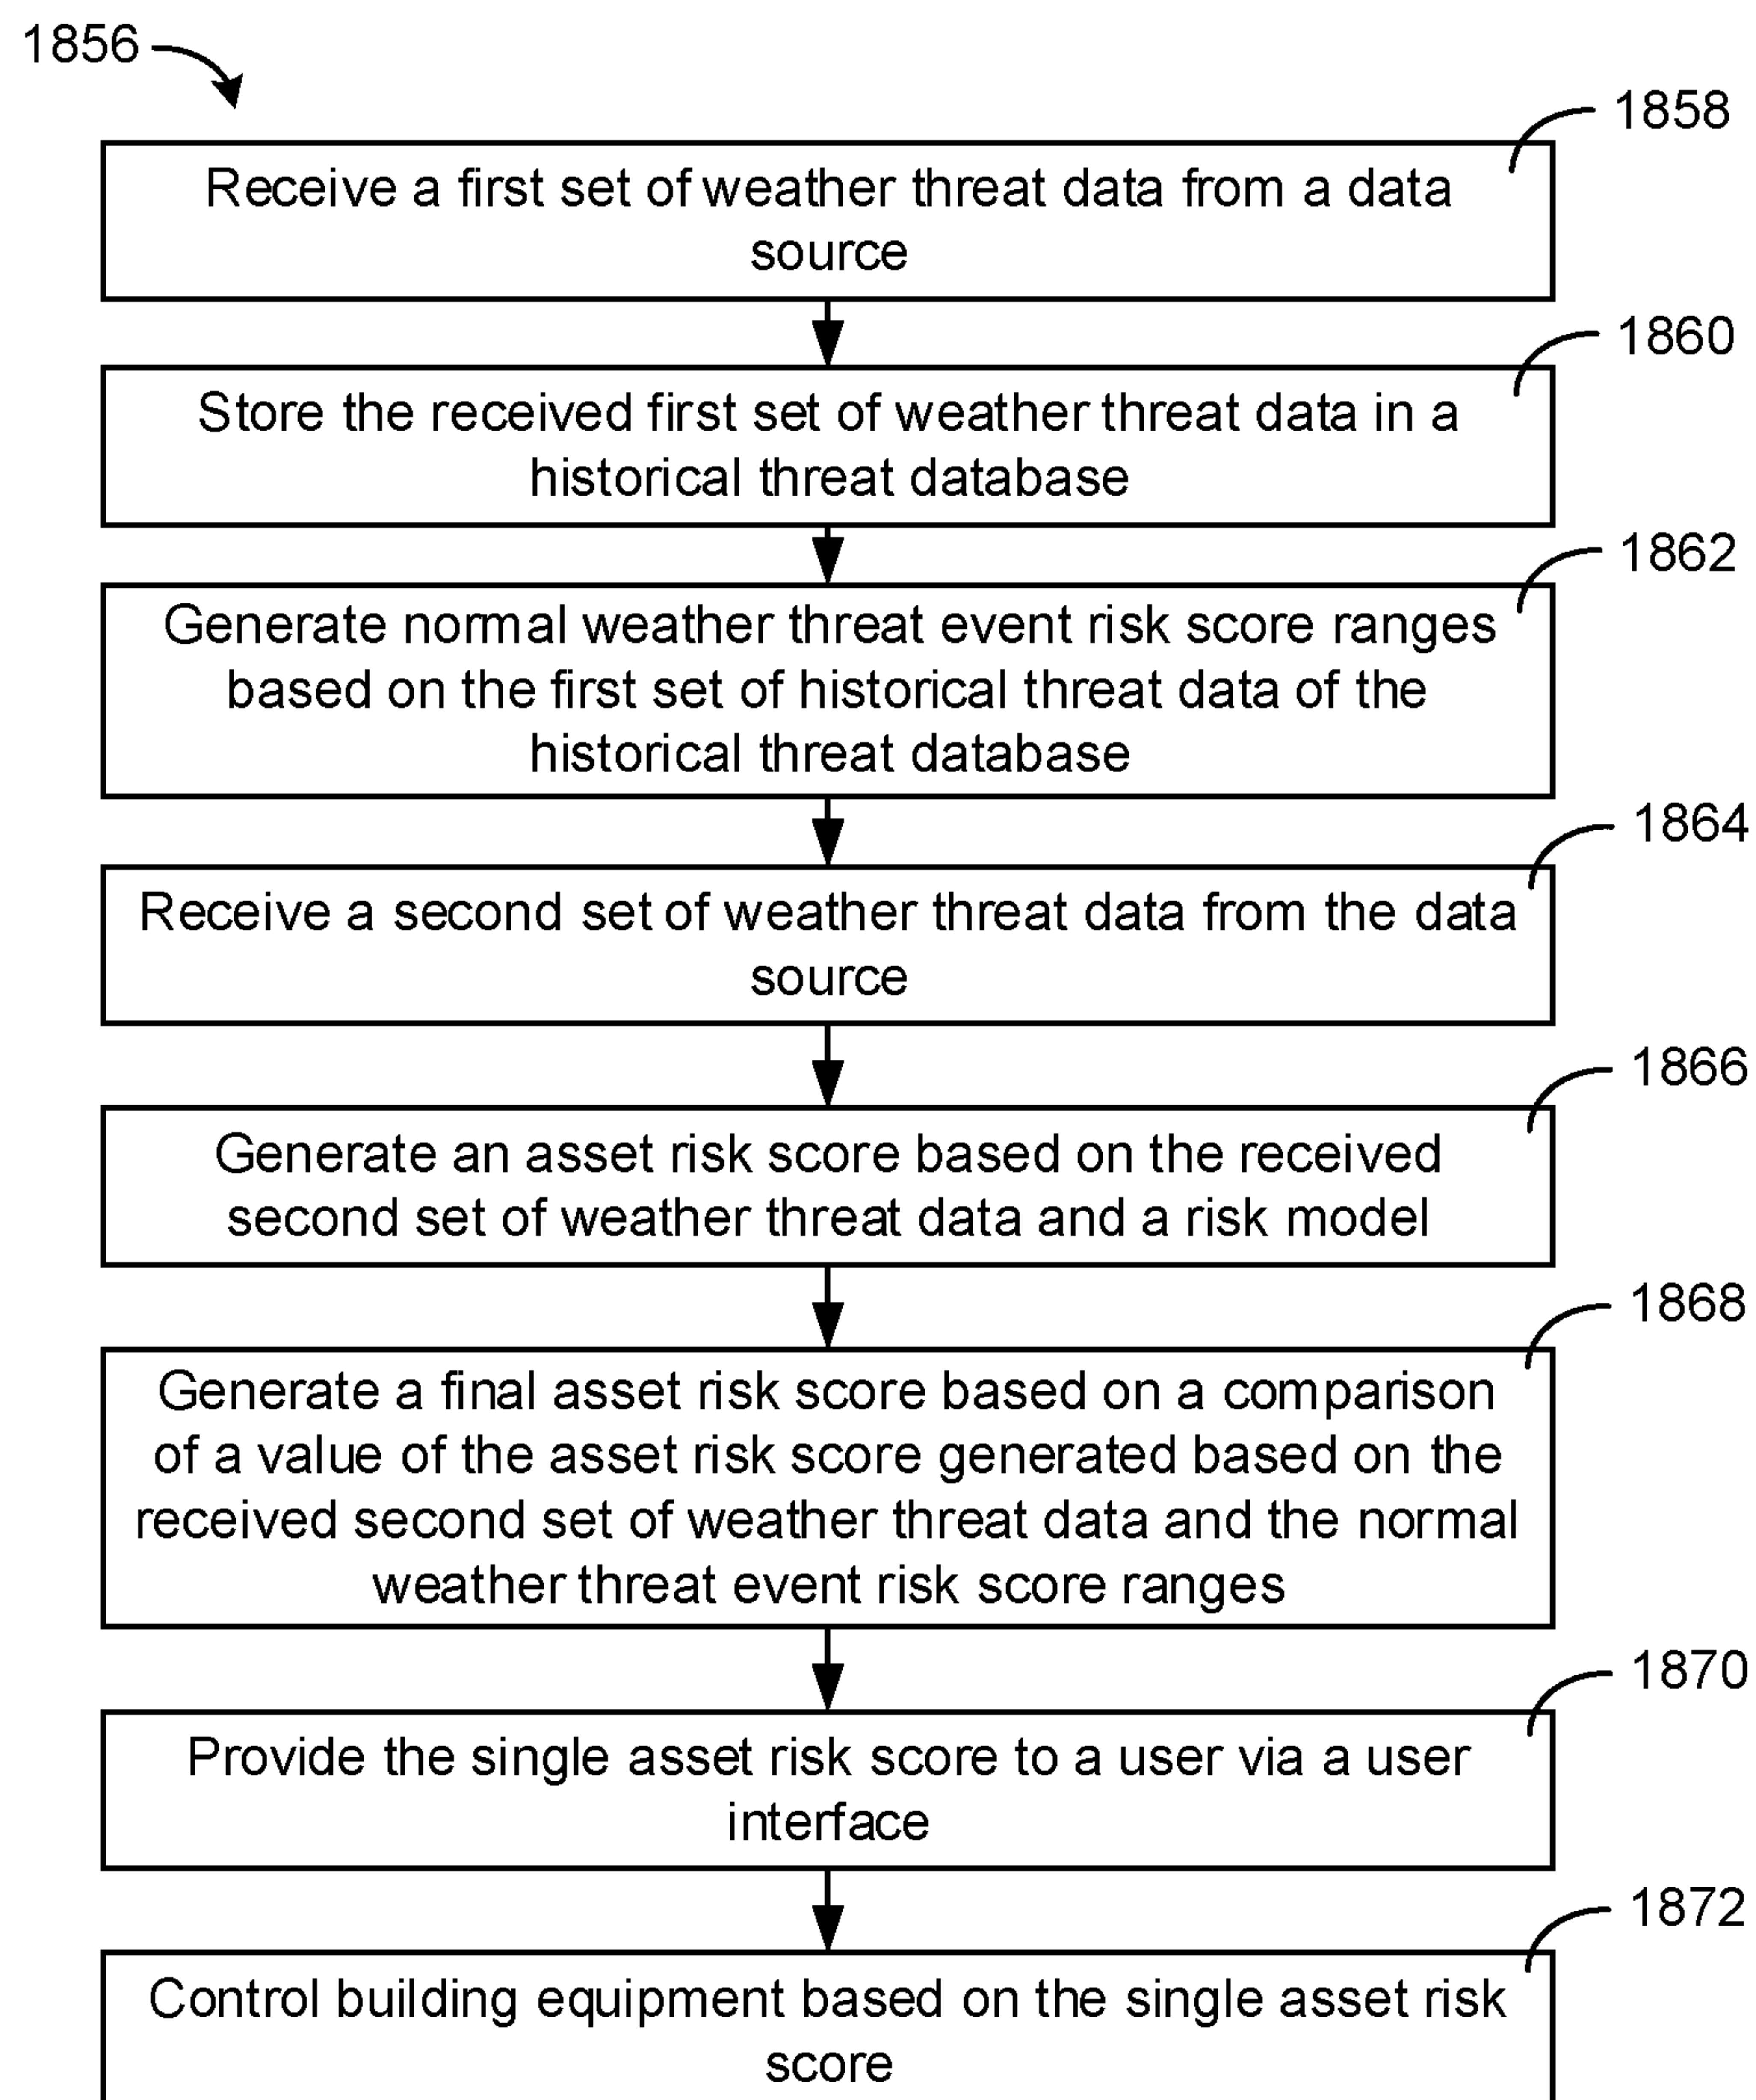 1856
1858
Receive a first set of weather threat data from a data
source
1860
Store the received first set of weather threat data in a
historical threat database
1862
Generate normal weather threat event risk score ranges
based on the first set of historical threat data of the
historical threat database
1864
Receive a second set of weather threat data from the data
source
1866
Generate an asset risk score based on the received
second set of weather threat data and a risk model
1868
Generate a final asset risk score based on a comparison
of a value of the asset risk score generated based on the
received second set of weather threat data and the normal
weather threat event risk score ranges
1870
Provide the single asset risk score to a user via a user
interface
1872
Control building equipment based on the single asset risk
score